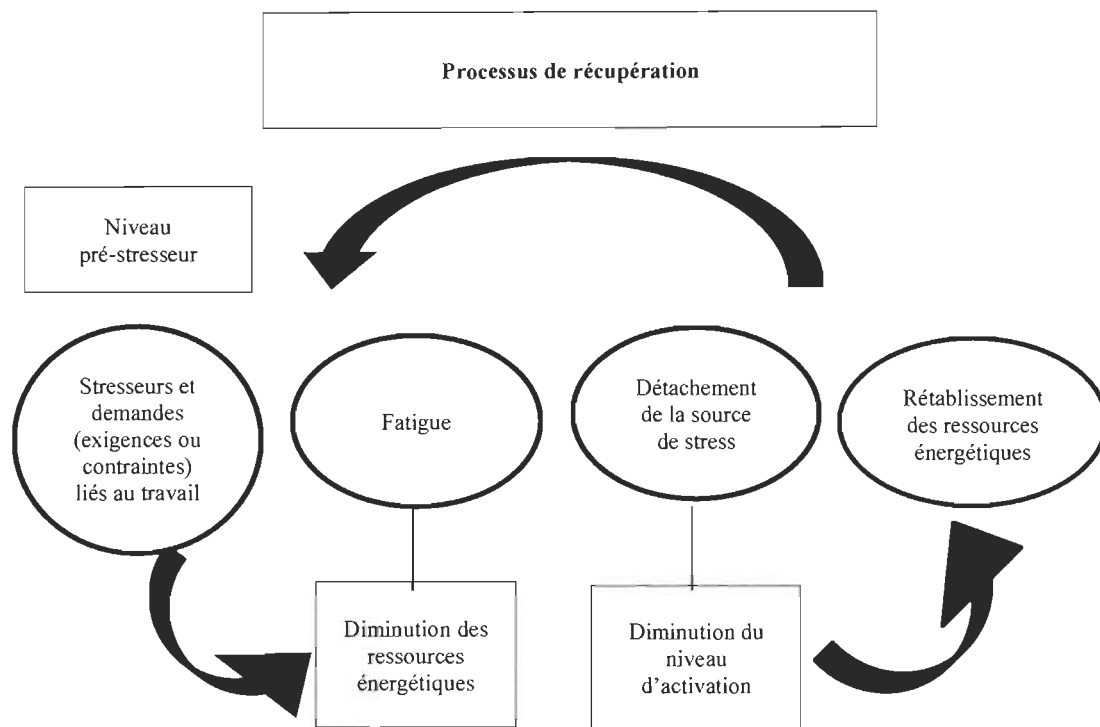 Processus de récupération
Niveau
pré-stresseur
Stresseurs et
demandes
(exigences ou
contraintes)
liés au travail
Fatigue
Détachement
de la source
de stress
Rétablissement
des ressources
énergétiques
Diminution des
ressources
énergétiques
Diminution du
niveau
d'activation